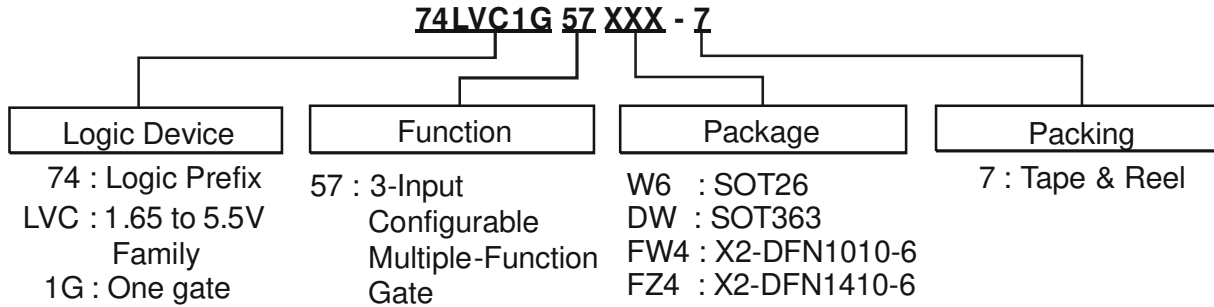 74LVC1G 57 XXX - 7
Logic Device
74 : Logic Prefix
LVC : 1.65 to 5.5V
Family
1G : One gate
Function
57 : 3-Input
Configurable
Multiple-Function
Gate
Package
W6 : SOT26
DW : SOT363
FW4 : X2-DFN1010-6
FZ4 : X2-DFN1410-6
Packing
7 : Tape & Reel